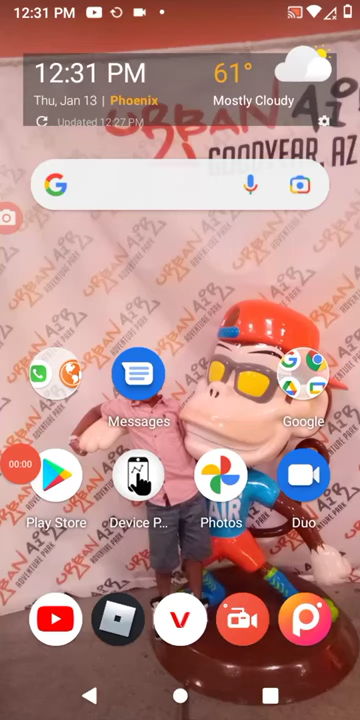 12:31 PM
12:31 PM
61°
Thu, Jan 13 | Phoenix
Mostly Cloudy
Updated 12:27 PM
URBAN AIR
GOODYEAR, AZ
Messages
Google
00:00
AIR
Play Store
Device P...
Photos
Duo